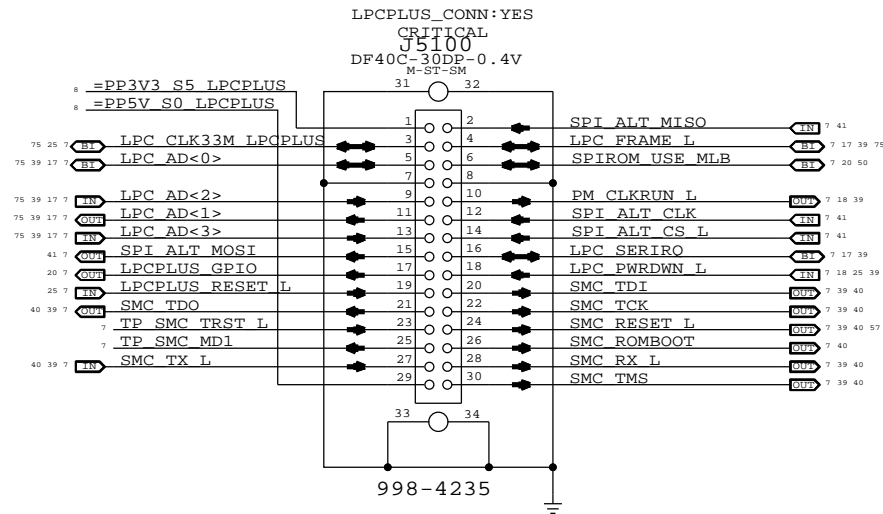 LPCPLUS_CONN:YES
CRITICAL
J5100
DF40C-30DP-0.4V
M-ST-SM
31 32
8 =PP3V3_S5_LPCPLUS
8 =PP5V_S0_LPCPLUS
1 2 SPI_ALT_MISO IN 7 41
75 25 7 BI LPC_CLK33M_LPCPLUS 3 4 LPC_FRAME_L BI 7 17 39 75
75 39 17 7 BI LPC_AD<0> 5 6 SPIROM_USE_MLB BI 7 20 50
7 8
75 39 17 7 IN LPC_AD<2> 9 10 PM_CLKRUN_L OUT 7 18 39
75 39 17 7 OUT LPC_AD<1> 11 12 SPI_ALT_CLK IN 7 41
75 39 17 7 IN LPC_AD<3> 13 14 SPI_ALT_CS_L IN 7 41
41 7 OUT SPI_ALT_MOSI 15 16 LPC_SERIRQ BI 7 17 39
20 7 OUT LPCPLUS_GPIO 17 18 LPC_PWRDWN_L IN 7 18 25 39
25 7 IN LPCPLUS_RESET_L 19 20 SMC_TDI OUT 7 39 40
40 39 7 OUT SMC_TDO 21 22 SMC_TCK OUT 7 39 40
7 TP_SMC_TRST_L 23 24 SMC_RESET_L OUT 7 39 40 57
7 TP_SMC_MD1 25 26 SMC_ROMBOOT OUT 7 40
40 39 7 IN SMC_TX_L 27 28 SMC_RX_L OUT 7 39 40
29 30 SMC_TMS OUT 7 39 40
33 34
998-4235